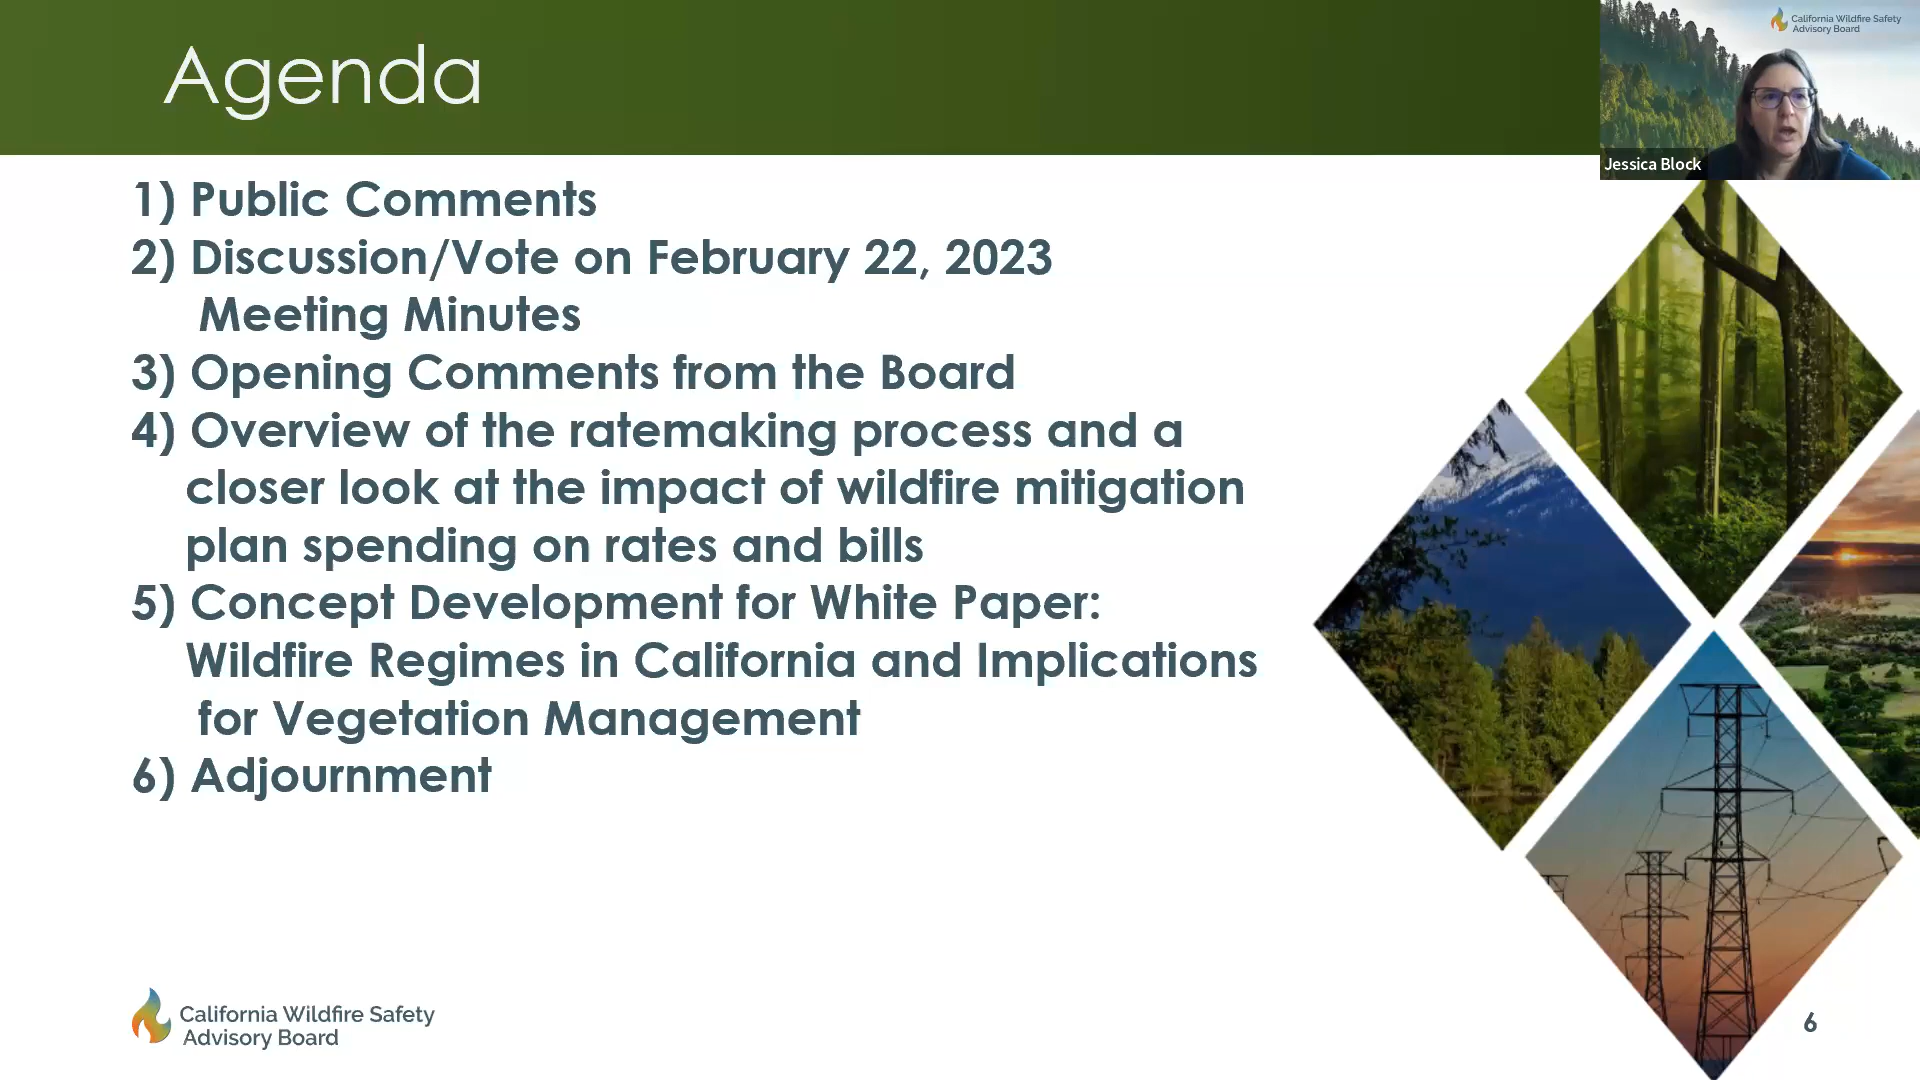 Agenda
California Wildfire Safety
Advisory Board
Jessica Block
1) Public Comments
2) Discussion/Vote on February 22, 2023
Meeting Minutes
3) Opening Comments from the Board
4) Overview of the ratemaking process and a
closer look at the impact of wildfire mitigation
plan spending on rates and bills
5) Concept Development for White Paper:
Wildfire Regimes in California and Implications
for Vegetation Management
6) Adjournment
California Wildfire Safety
Advisory Board
6